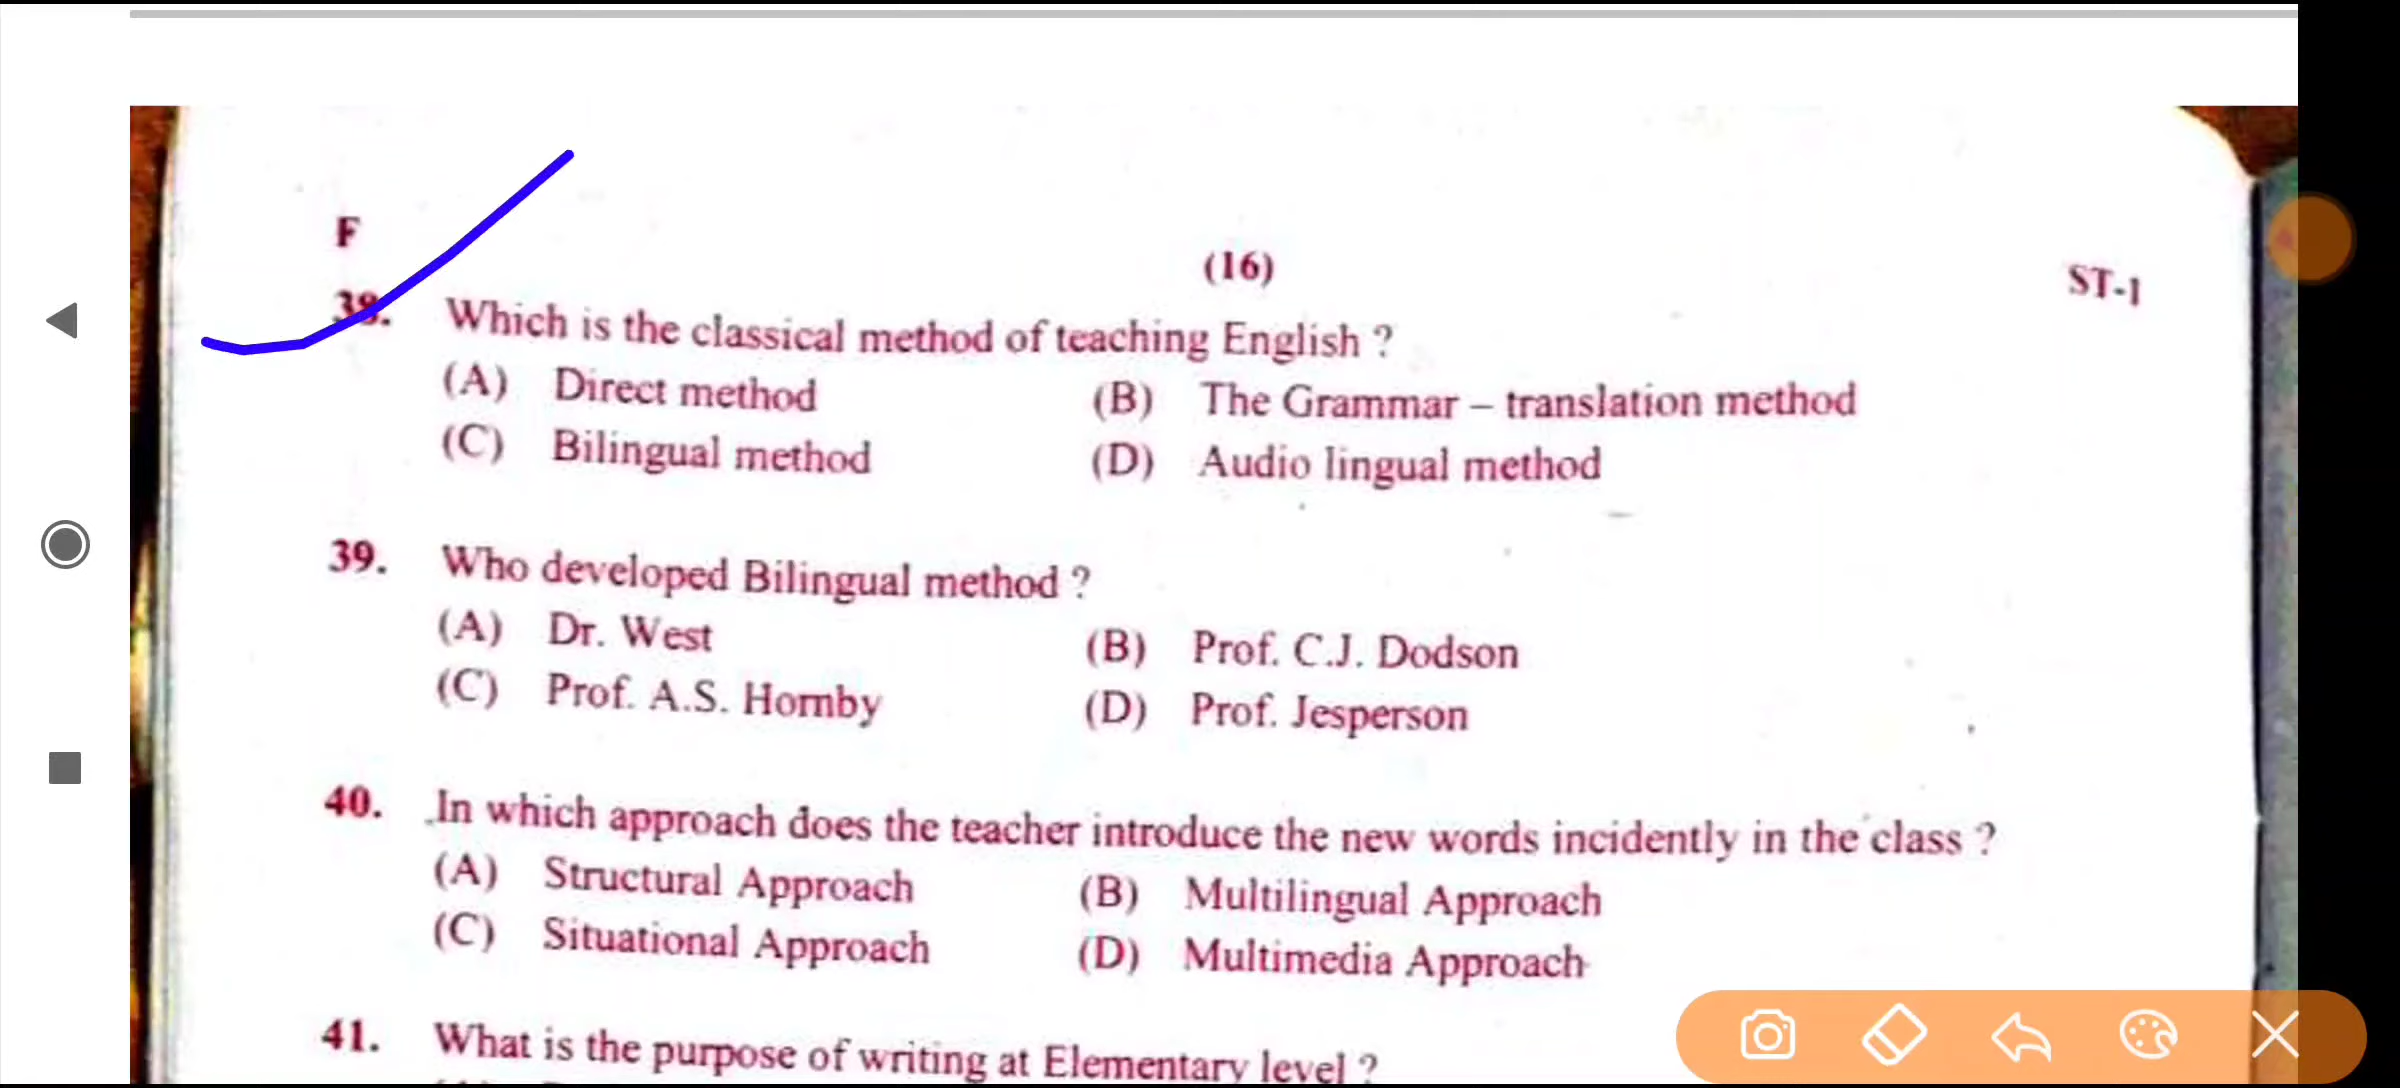 F
(16)
ST-1
38. Which is the classical method of teaching English ?
(A) Direct method (B) The Grammar – translation method
(C) Bilingual method (D) Audio lingual method
39. Who developed Bilingual method ?
(A) Dr. West (B) Prof. C.J. Dodson
(C) Prof. A.S. Hornby (D) Prof. Jesperson
40. In which approach does the teacher introduce the new words incidently in the class ?
(A) Structural Approach (B) Multilingual Approach
(C) Situational Approach (D) Multimedia Approach
41. What is the purpose of writing at Elementary level ?